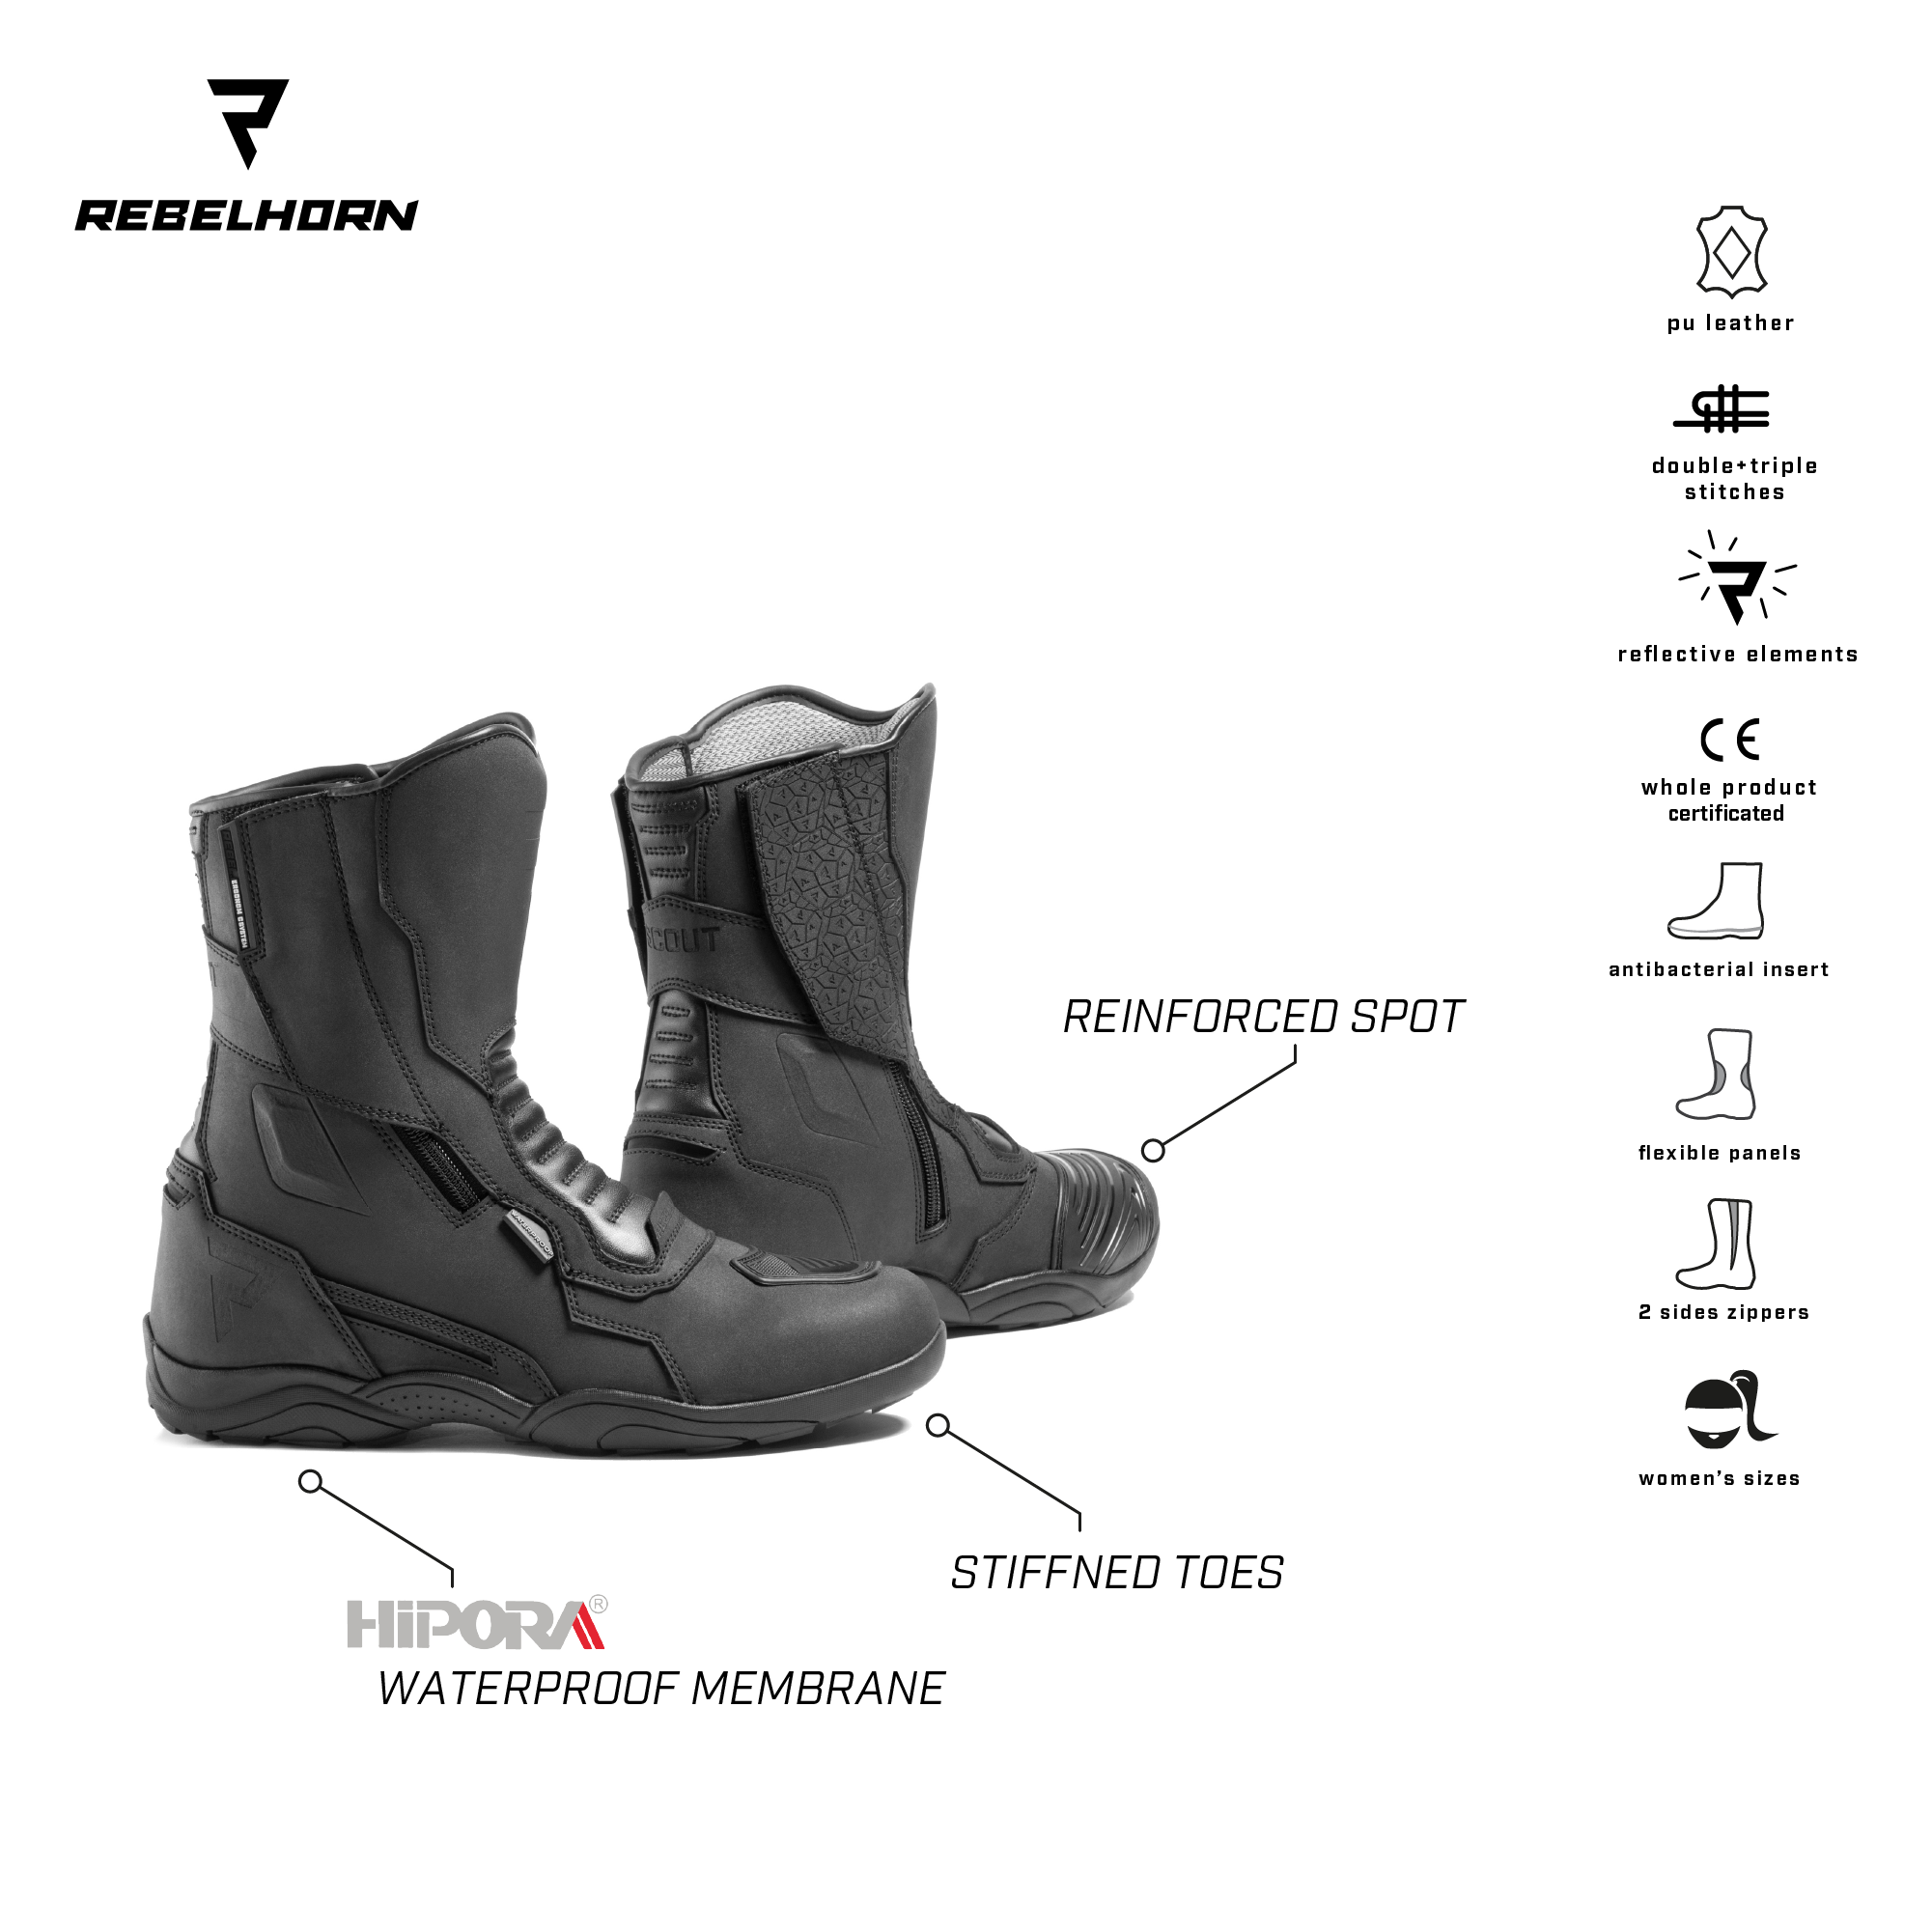 REBELHORN
pu leather
double+triple
stitches
reflective elements
CE
whole product
certificated
antibacterial insert
flexible panels
2 sides zippers
women's sizes
SCOUT
WATERPROOF
REINFORCED SPOT
STIFFNED TOES
HiPORA®
WATERPROOF MEMBRANE